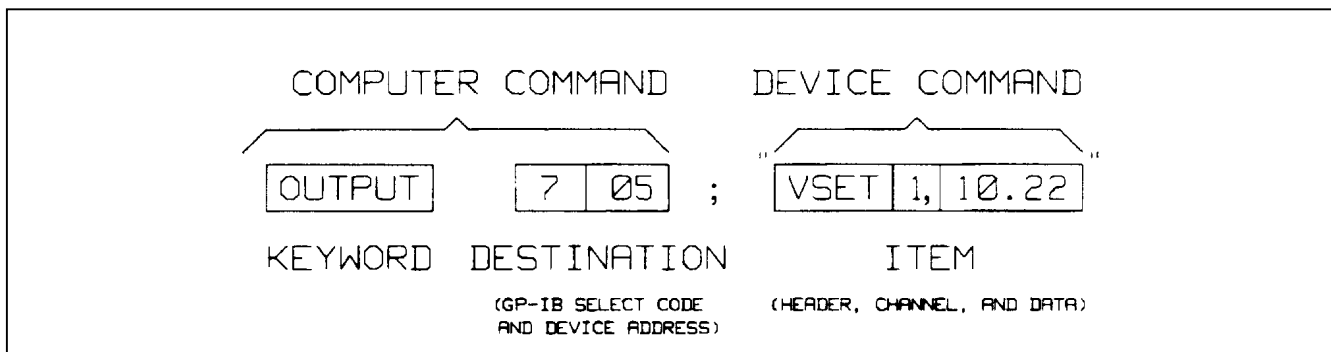 COMPUTER COMMAND DEVICE COMMAND
OUTPUT 7 05 ; "VSET 1, 10.22"
KEYWORD DESTINATION ITEM
(GP-IB SELECT CODE (HEADER, CHANNEL, AND DATA)
AND DEVICE ADDRESS)